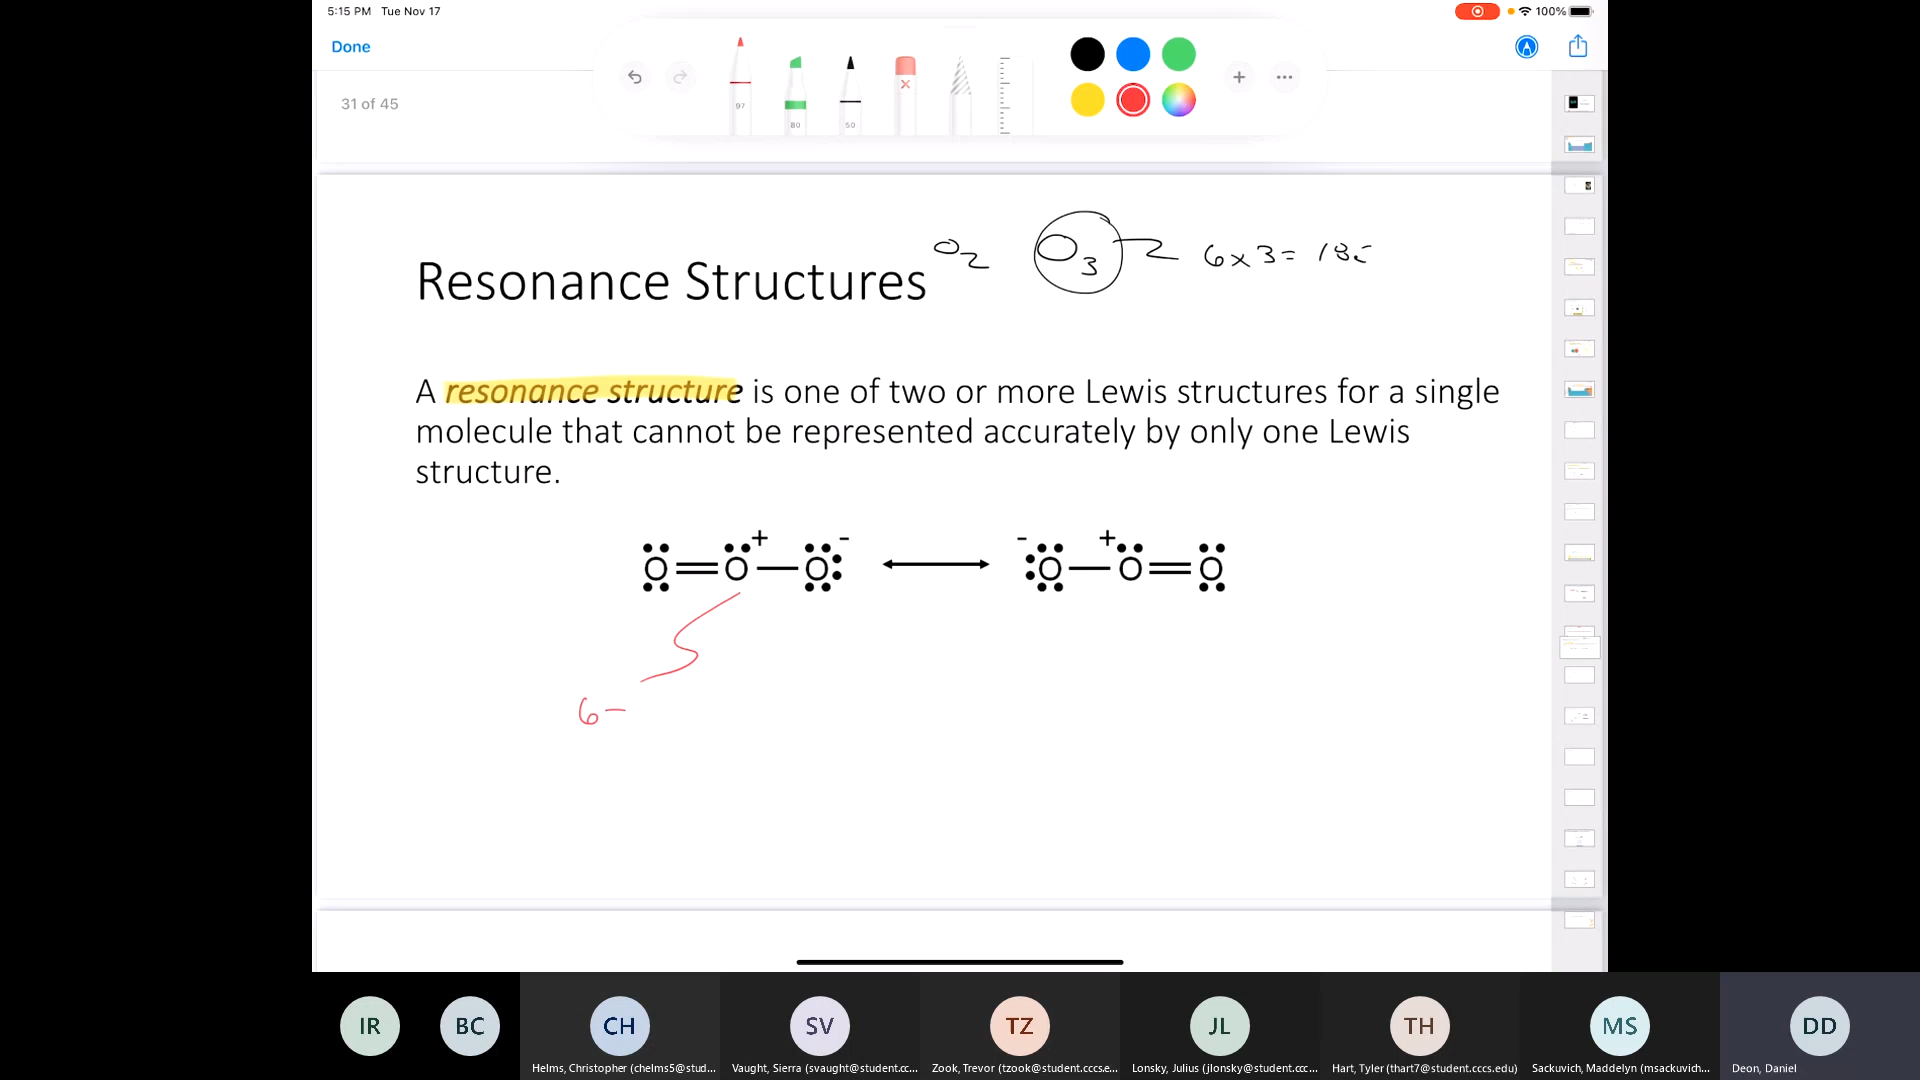 5:15 PM Tue Nov 17
100%
Done
97
80
50
31 of 45
O2 O3 6x3= 18e
Resonance Structures
A resonance structure is one of two or more Lewis structures for a single
molecule that cannot be represented accurately by only one Lewis
structure.
O=O+–O- ↔ -O–O+=O
6–
IR BC CH SV TZ JL TH MS DD
Helms, Christopher (chelms5@stud... Vaught, Sierra (svaught@student.cc... Zook, Trevor (tzook@student.cccs.e... Lonsky, Julius (jlonsky@student.ccc... Hart, Tyler (thart7@student.cccs.edu) Sackuvich, Maddelyn (msackuvich... Deon, Daniel